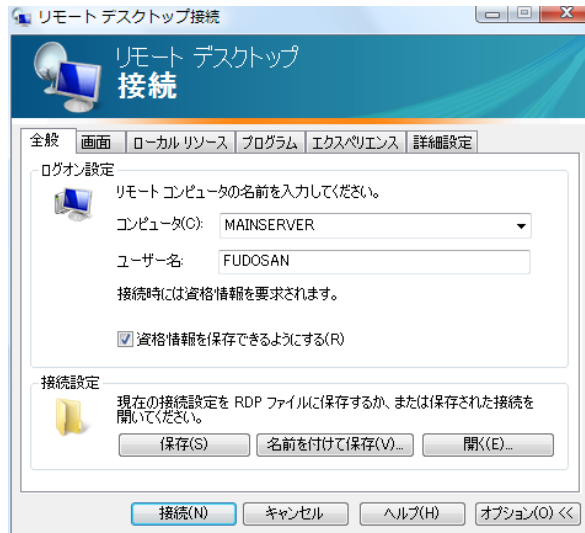 リモート デスクトップ接続
リモート デスクトップ
接続
全般 画面 ローカル リソース プログラム エクスペリエンス 詳細設定
ログオン設定
リモート コンピュータの名前を入力してください。
コンピュータ(C): MAINSERVER
ユーザー名: FUDOSAN
接続時には資格情報を要求されます。
資格情報を保存できるようにする(R)
接続設定
現在の接続設定を RDP ファイルに保存するか、または保存された接続を
開いてください。
保存(S) 名前を付けて保存(V)... 開く(E)...
接続(N) キャンセル ヘルプ(H) オプション(O) <<